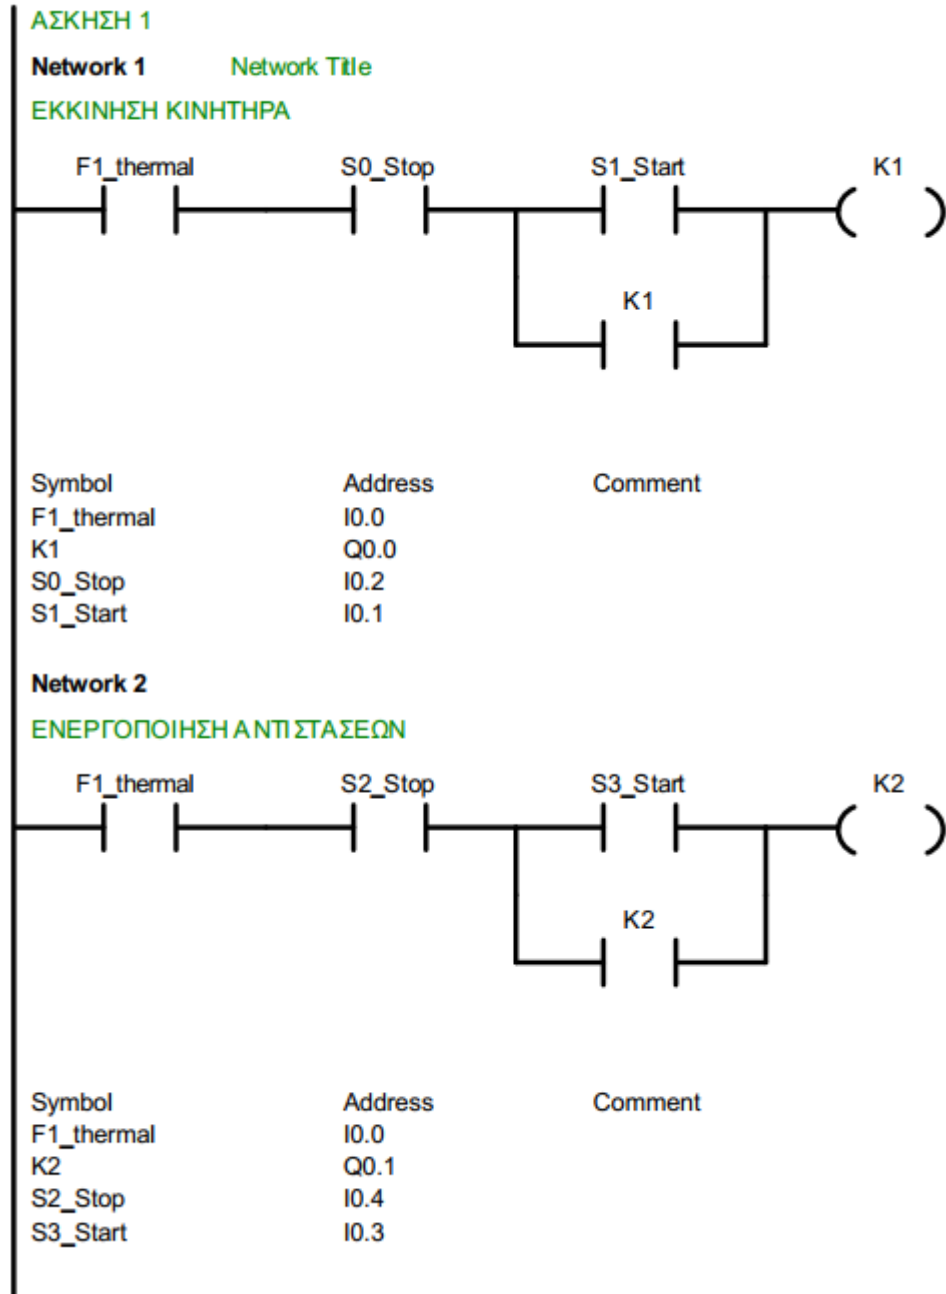 ΑΣΚΗΣΗ 1
Network 1 Network Title
ΕΚΚΙΝΗΣΗ ΚΙΝΗΤΗΡΑ
F1_thermal S0_Stop S1_Start K1
K1
Symbol Address Comment
F1_thermal I0.0
K1 Q0.0
S0_Stop I0.2
S1_Start I0.1
Network 2
ΕΝΕΡΓΟΠΟΙΗΣΗ ΑΝΤΙΣΤΑΣΕΩΝ
F1_thermal S2_Stop S3_Start K2
K2
Symbol Address Comment
F1_thermal I0.0
K2 Q0.1
S2_Stop I0.4
S3_Start I0.3